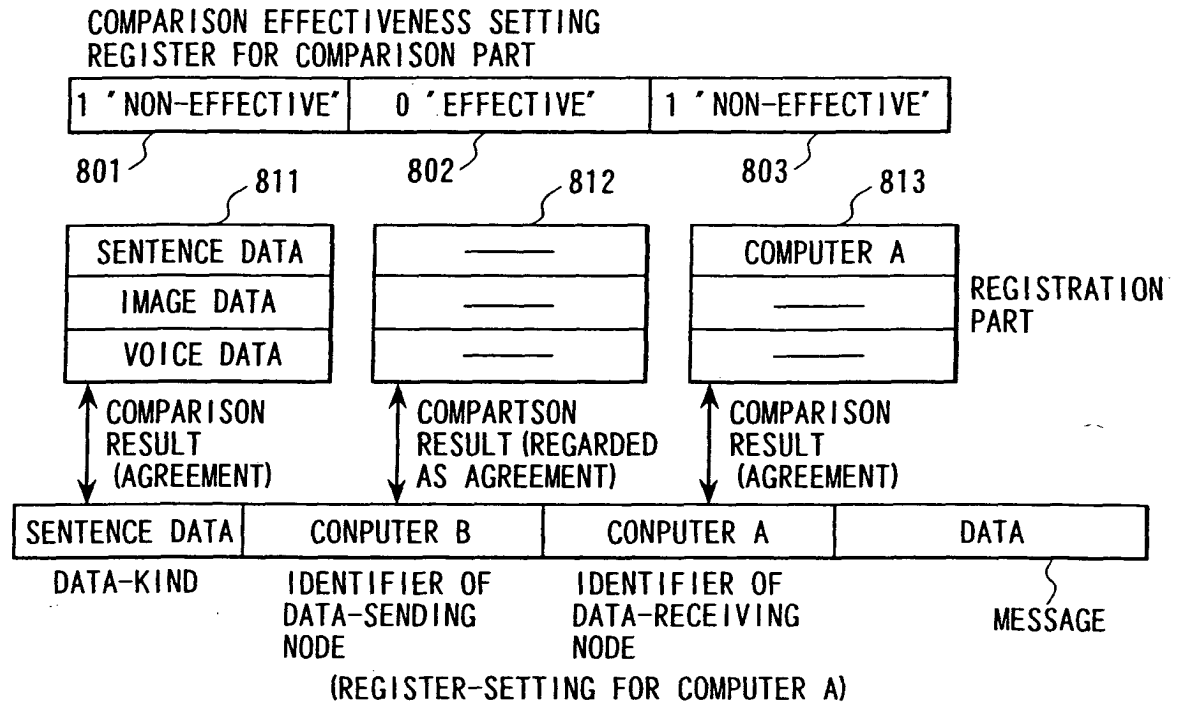 COMPARISON EFFECTIVENESS SETTING
REGISTER FOR COMPARISON PART
1 'NON-EFFECTIVE' 0 'EFFECTIVE' 1 'NON-EFFECTIVE'
801 802 803
811 812 813
SENTENCE DATA —— COMPUTER A
IMAGE DATA —— ——
VOICE DATA —— ——
REGISTRATION
PART
COMPARISON
RESULT
(AGREEMENT)
COMPARTSON
RESULT (REGARDED
AS AGREEMENT)
COMPARISON
RESULT
(AGREEMENT)
SENTENCE DATA CONPUTER B CONPUTER A DATA
DATA-KIND
IDENTIFIER OF
DATA-SENDING
NODE
IDENTIFIER OF
DATA-RECEIVING
NODE
MESSAGE
(REGISTER-SETTING FOR COMPUTER A)